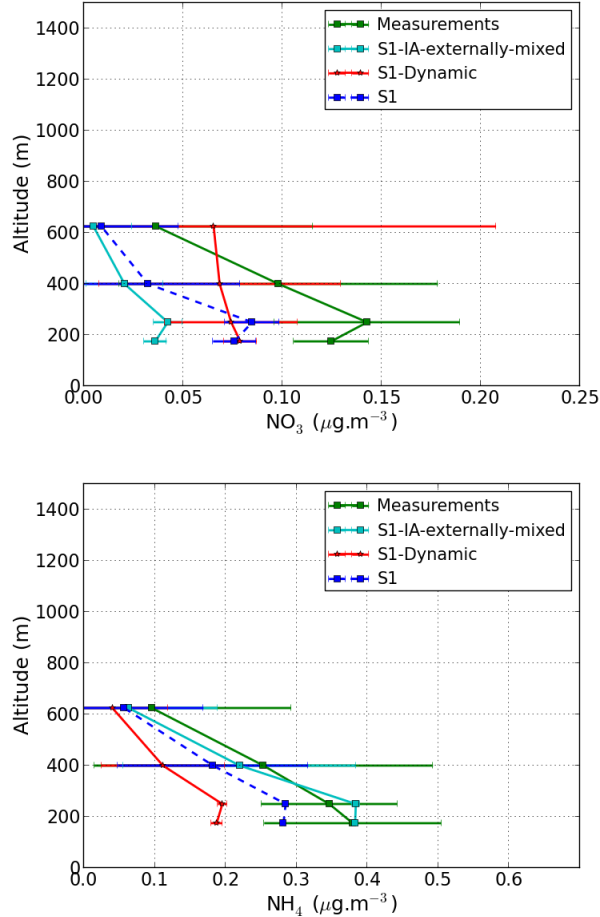 1400
1200
1000
800
600
400
200
0
Altitude (m)
Measurements
S1-IA-externally-mixed
S1-Dynamic
S1
0.00 0.05 0.10 0.15 0.20 0.25
NO₃ (μg.m⁻³)
1400
1200
1000
800
600
400
200
0
Altitude (m)
Measurements
S1-IA-externally-mixed
S1-Dynamic
S1
0.0 0.1 0.2 0.3 0.4 0.5 0.6
NH₄ (μg.m⁻³)